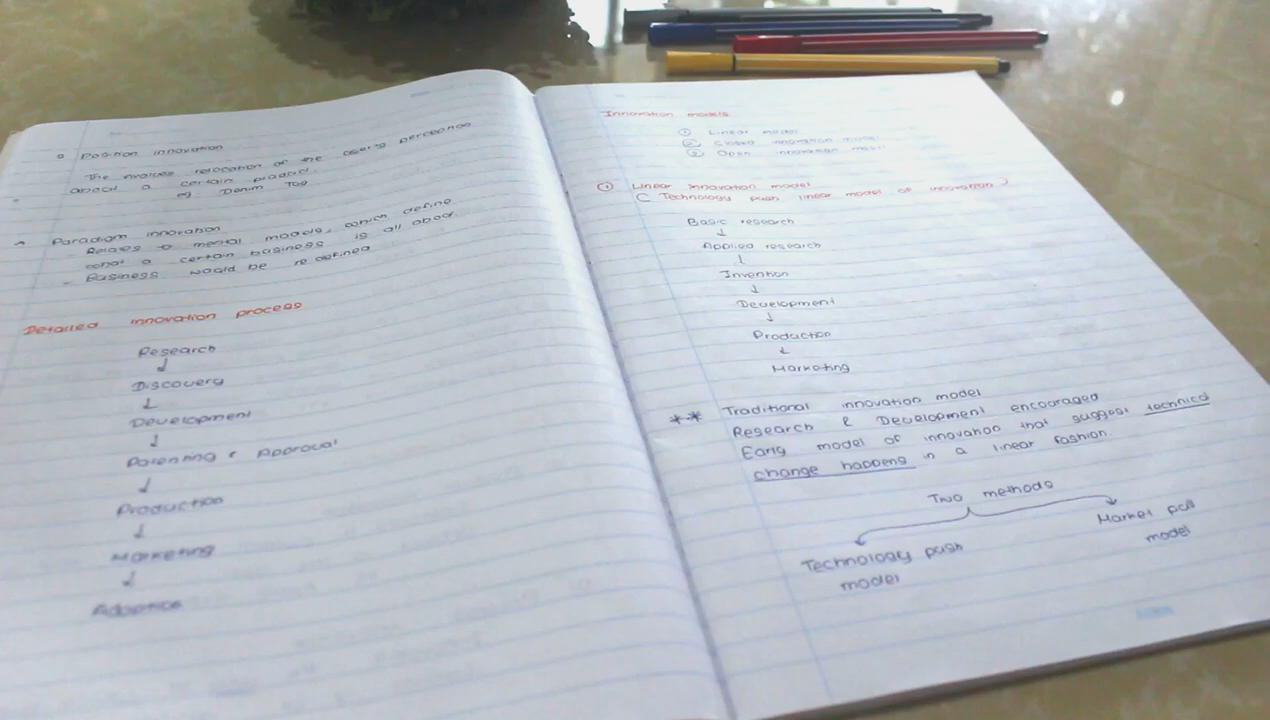 Position innovation
The involves relocation of the user's perception
about a certain product.
eg Denim Tog
Paradigm innovation
Relates to mental models, which define
what a certain business is all about.
Business would be re defined
Detailed innovation process
Research
↓
Discovery
↓
Development
↓
Patenting & Approval
↓
Production
↓
Marketing
↓
Adoption
Innovation models
① Linear model
② Closed innovation model
③ Open innovation model
① Linear Innovation model
( Technology push linear model of innovation )
Basic research
↓
Applied research
↓
Invention
↓
Development
↓
Production
↓
Marketing
** Traditional innovation model
Research & Development encouraged
Early model of innovation that suggest technical
change happens in a linear fashion.
Two methods
Technology push
model
Market pull
model